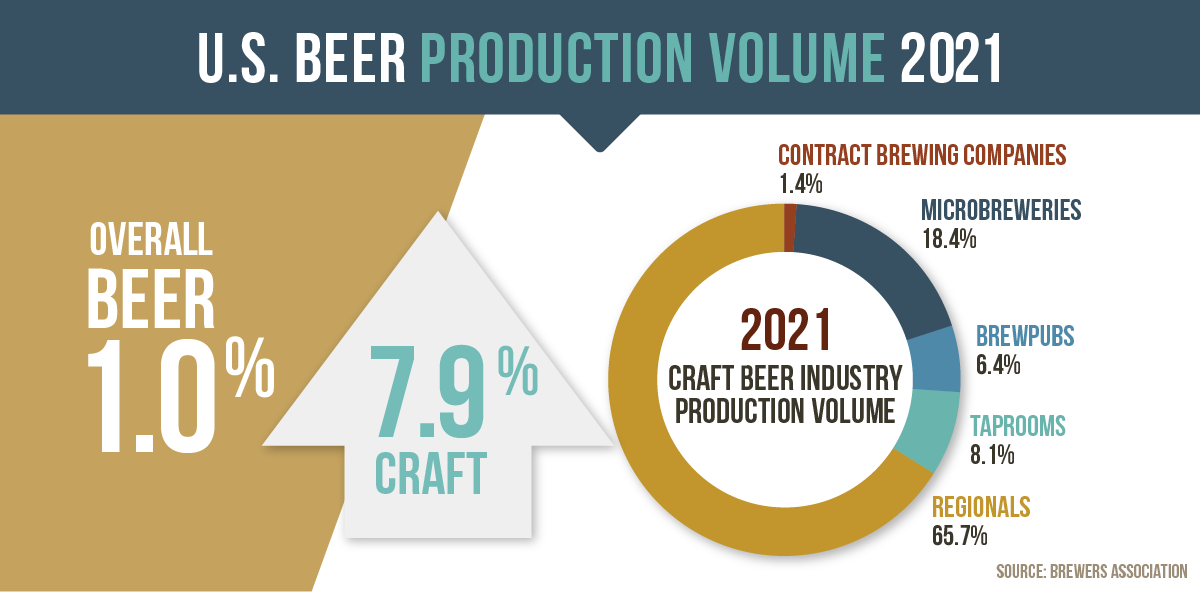 U.S. BEER PRODUCTION VOLUME 2021
OVERALL
BEER
1.0%
7.9%
CRAFT
CONTRACT BREWING COMPANIES
1.4%
MICROBREWERIES
18.4%
BREWPUBS
6.4%
TAPROOMS
8.1%
REGIONALS
65.7%
2021
CRAFT BEER INDUSTRY
PRODUCTION VOLUME
SOURCE: BREWERS ASSOCIATION